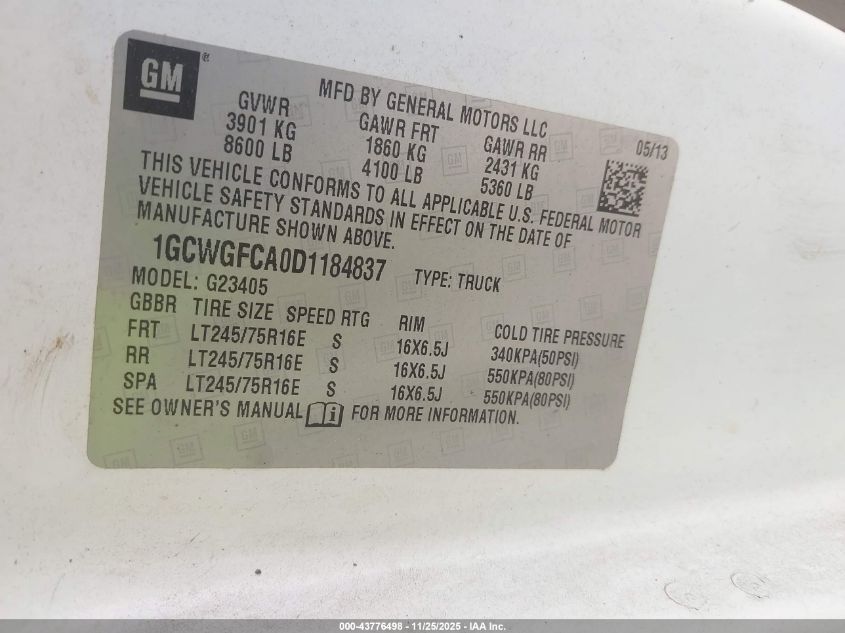 GM®
MFD BY GENERAL MOTORS LLC
05/13
GVWR GAWR FRT GAWR RR
3901 KG 1860 KG 2431 KG
8600 LB 4100 LB 5360 LB
THIS VEHICLE CONFORMS TO ALL APPLICABLE U.S. FEDERAL MOTOR
VEHICLE SAFETY STANDARDS IN EFFECT ON THE DATE OF
MANUFACTURE SHOWN ABOVE.
1GCWGFCA0D1184837 TYPE: TRUCK
MODEL: G23405
GBBR TIRE SIZE SPEED RTG RIM COLD TIRE PRESSURE
FRT LT245/75R16E S 16X6.5J 340KPA(50PSI)
RR LT245/75R16E S 16X6.5J 550KPA(80PSI)
SPA LT245/75R16E S 16X6.5J 550KPA(80PSI)
SEE OWNER'S MANUAL i FOR MORE INFORMATION.
000-43776498 - 11/25/2025 - IAA Inc.